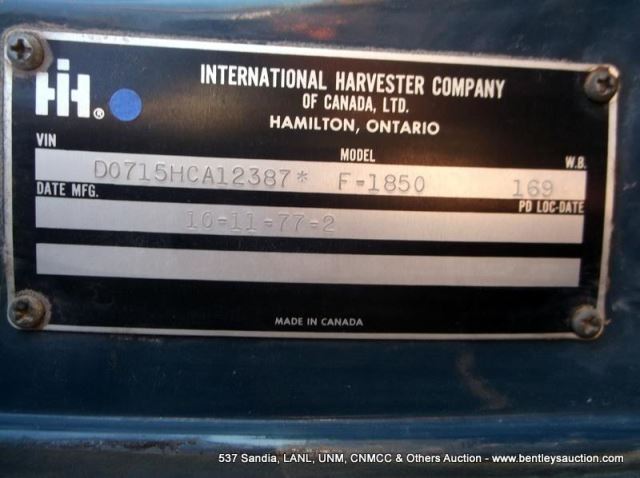 IH®
INTERNATIONAL HARVESTER COMPANY
OF CANADA, LTD.
HAMILTON, ONTARIO
VIN MODEL W.B.
D0715HCA12387* F-1850 169
DATE MFG. PD LOC-DATE
10-11-77-2
MADE IN CANADA
537 Sandia, LANL, UNM, CNMCC & Others Auction - www.bentleysauction.com